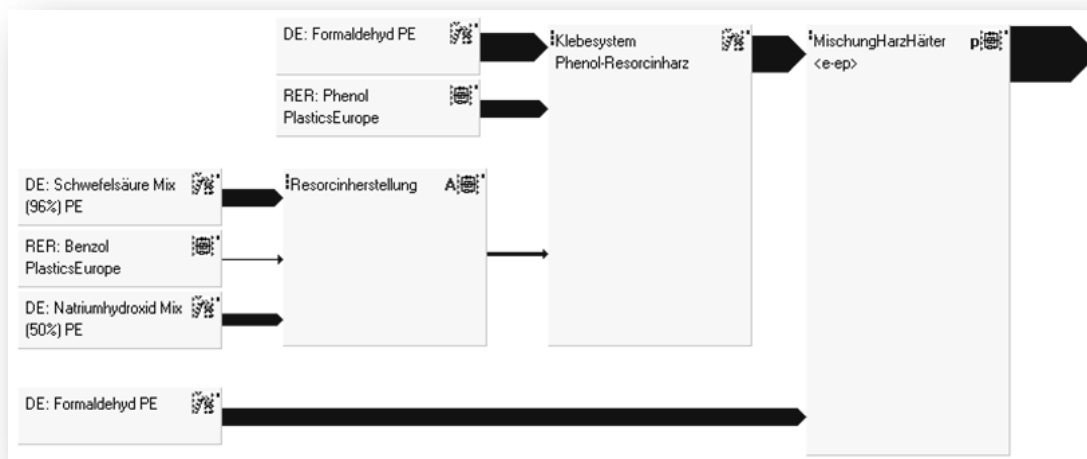 DE: Formaldehyd PE
RER: Phenol
PlasticsEurope
Klebesystem
Phenol-Resorcinharz
MischungHarzHärter
<e-ep>
p
DE: Schwefelsäure Mix
(96%) PE
RER: Benzol
PlasticsEurope
DE: Natriumhydroxid Mix
(50%) PE
Resorcinherstellung
A
DE: Formaldehyd PE